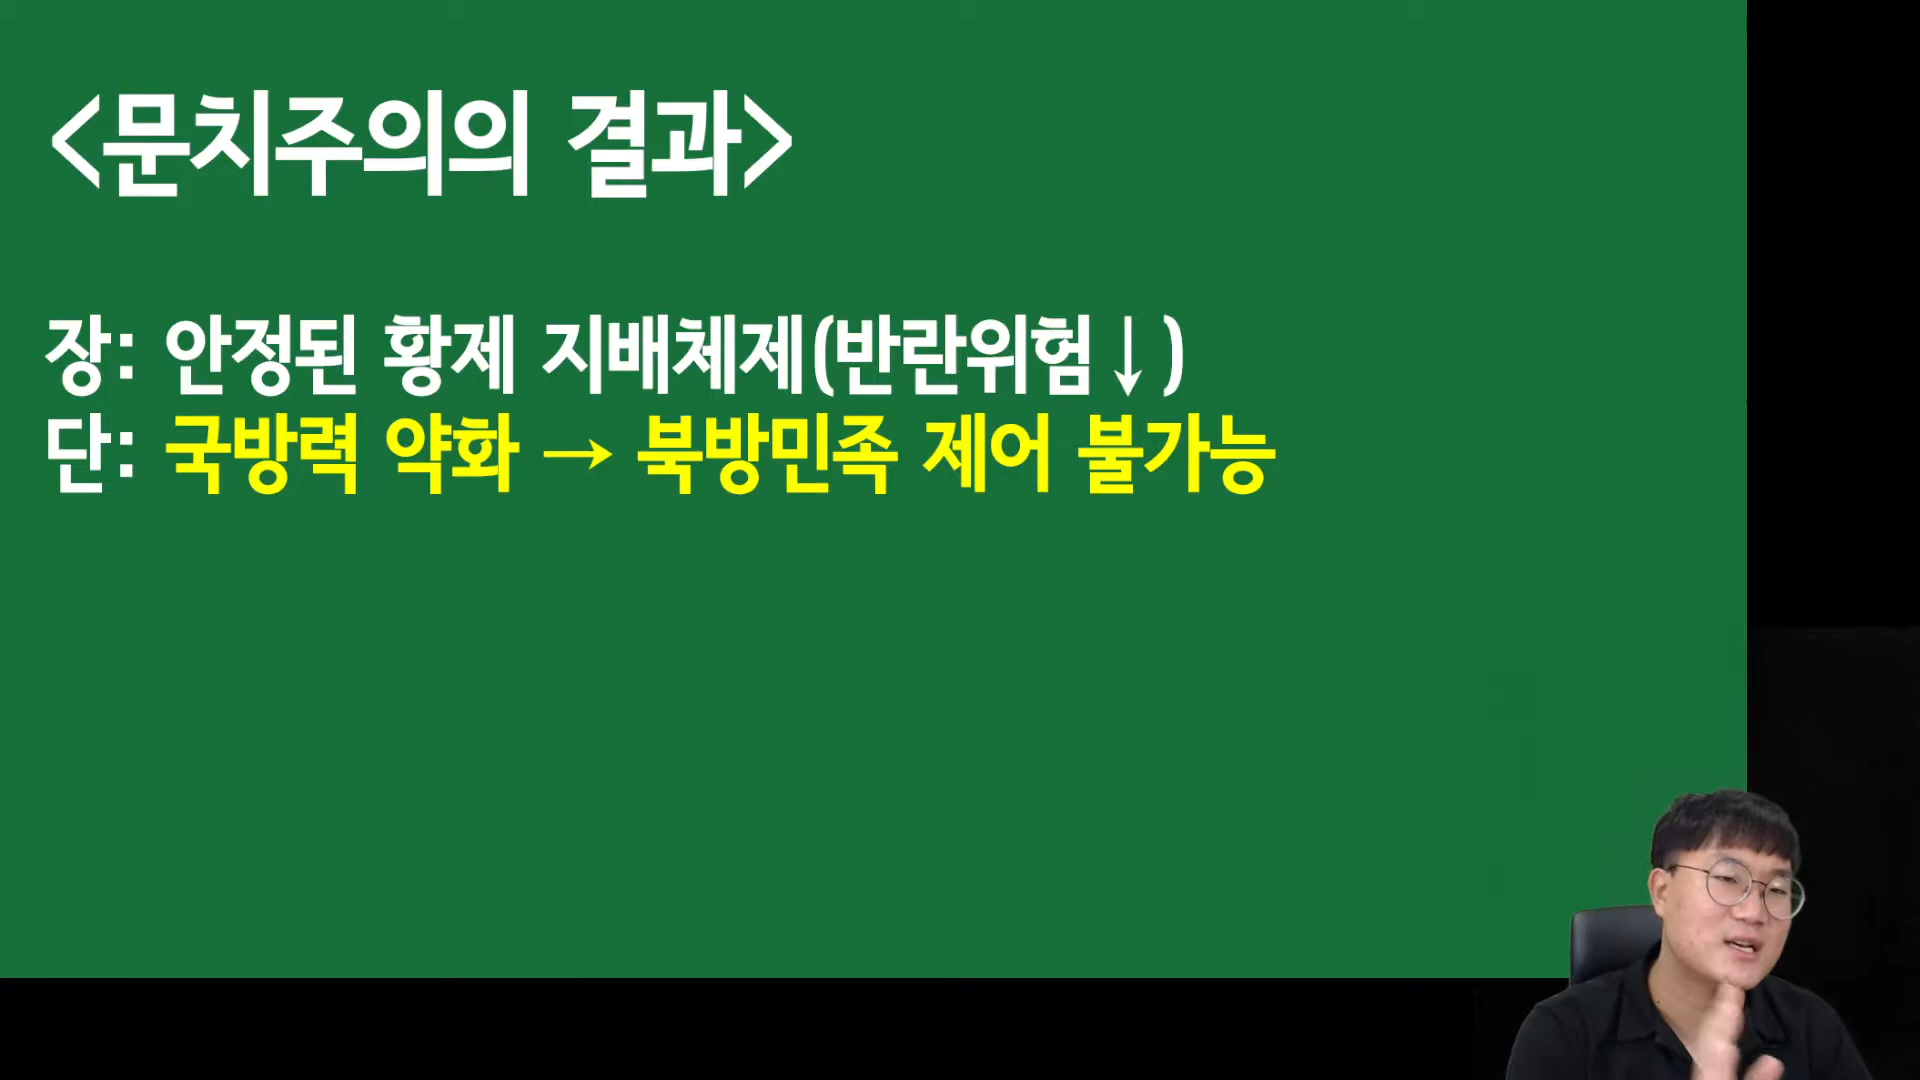 <문치주의의 결과>
장: 안정된 황제 지배체제(반란위험↓)
단: 국방력 약화 → 북방민족 제어 불가능